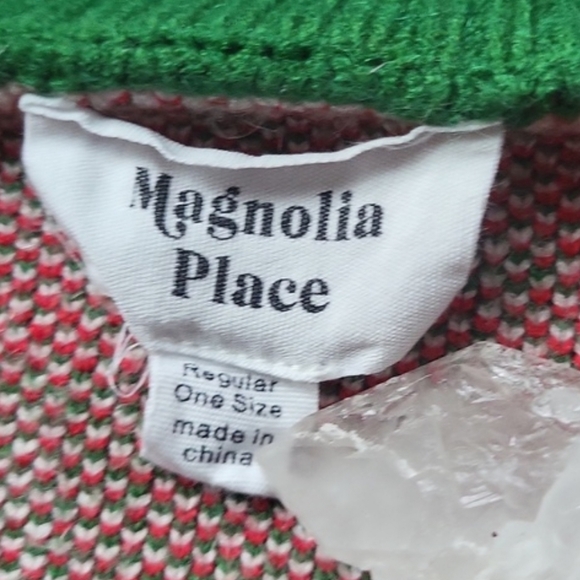 Magnolia
Place
Regular
One Size
made in
china